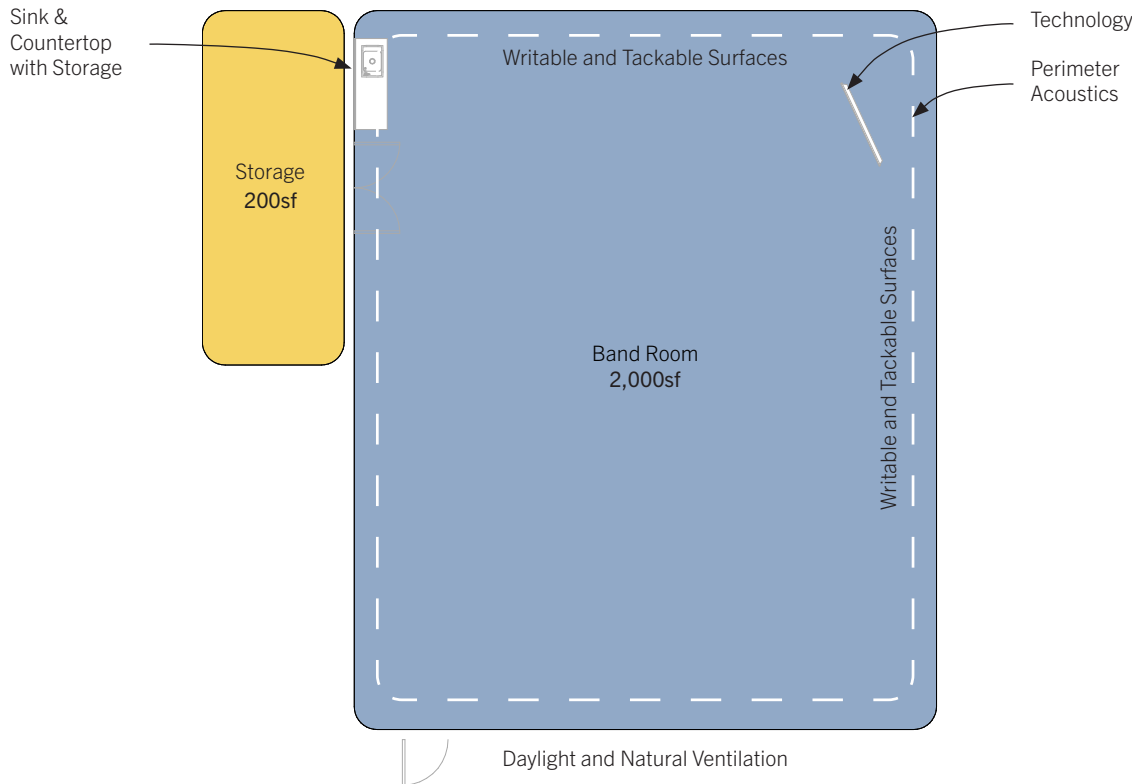 Sink &
Countertop
with Storage
Technology
Perimeter
Acoustics
Writable and Tackable Surfaces
Storage
200sf
Band Room
2,000sf
Writable and Tackable Surfaces
Daylight and Natural Ventilation